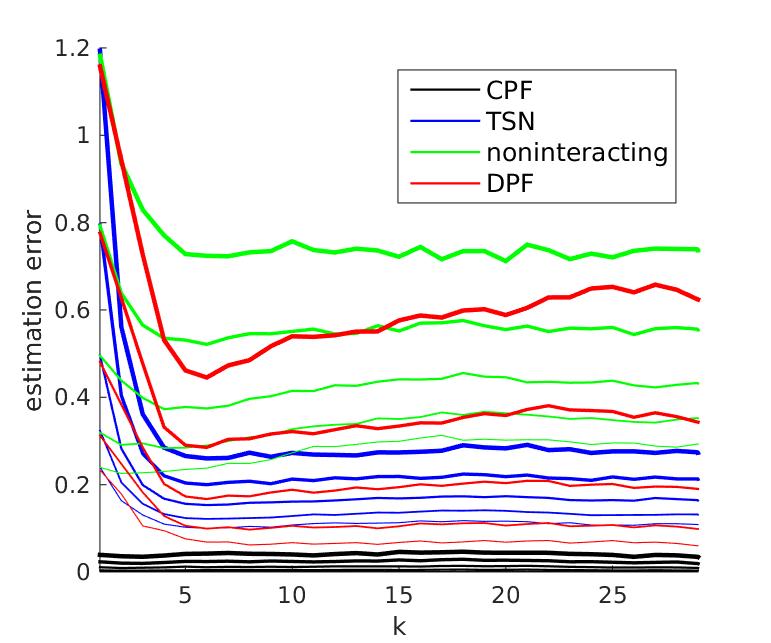 1.2
1
0.8
0.6
0.4
0.2
0
estimation error
CPF
TSN
noninteracting
DPF
5 10 15 20 25
k